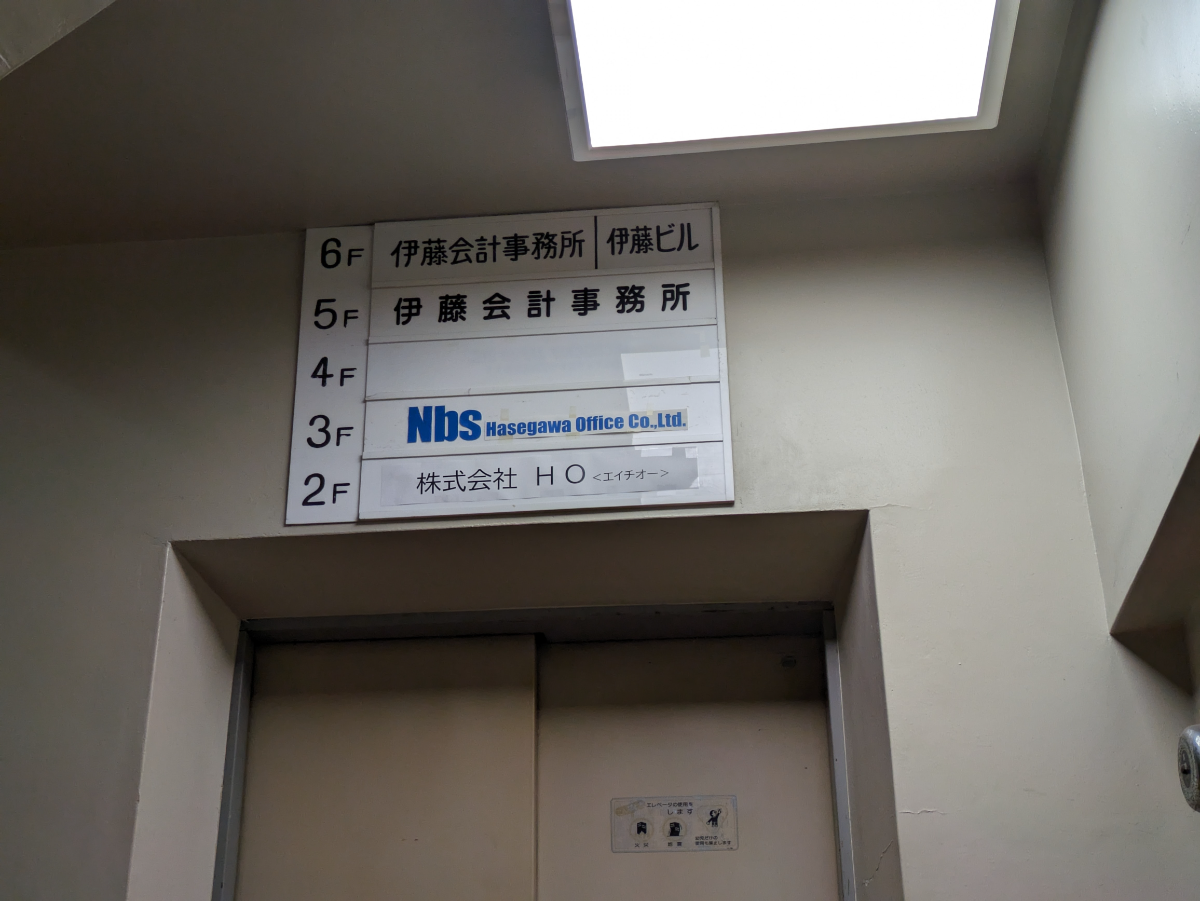 6F 伊藤会計事務所 伊藤ビル
5F 伊藤会計事務所
4F
3F Nbs Hasegawa Office Co.,Ltd.
2F 株式会社 HO <エイチオー>